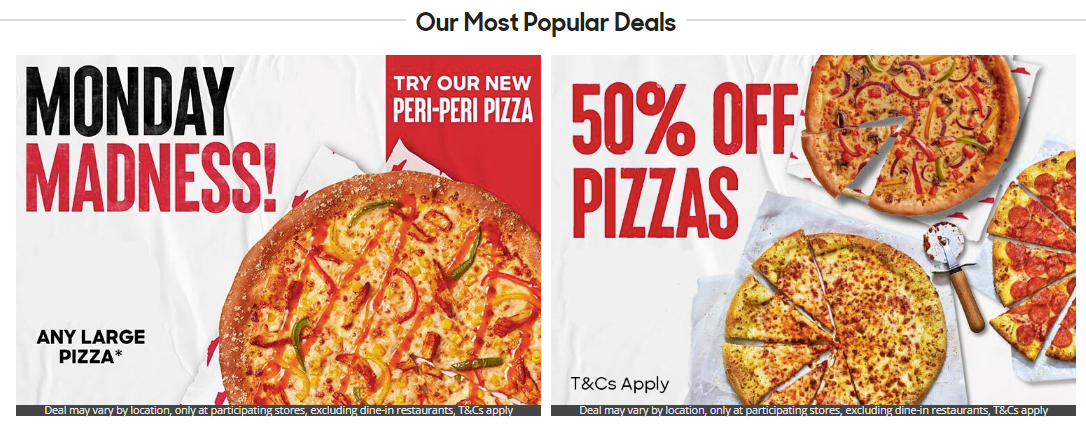 Our Most Popular Deals
MONDAY
MADNESS!
TRY OUR NEW
PERI-PERI PIZZA
ANY LARGE
PIZZA*
Deal may vary by location, only at participating stores, excluding dine-in restaurants, T&Cs apply
50% OFF
PIZZAS
T&Cs Apply
Deal may vary by location, only at participating stores, excluding dine-in restaurants, T&Cs apply